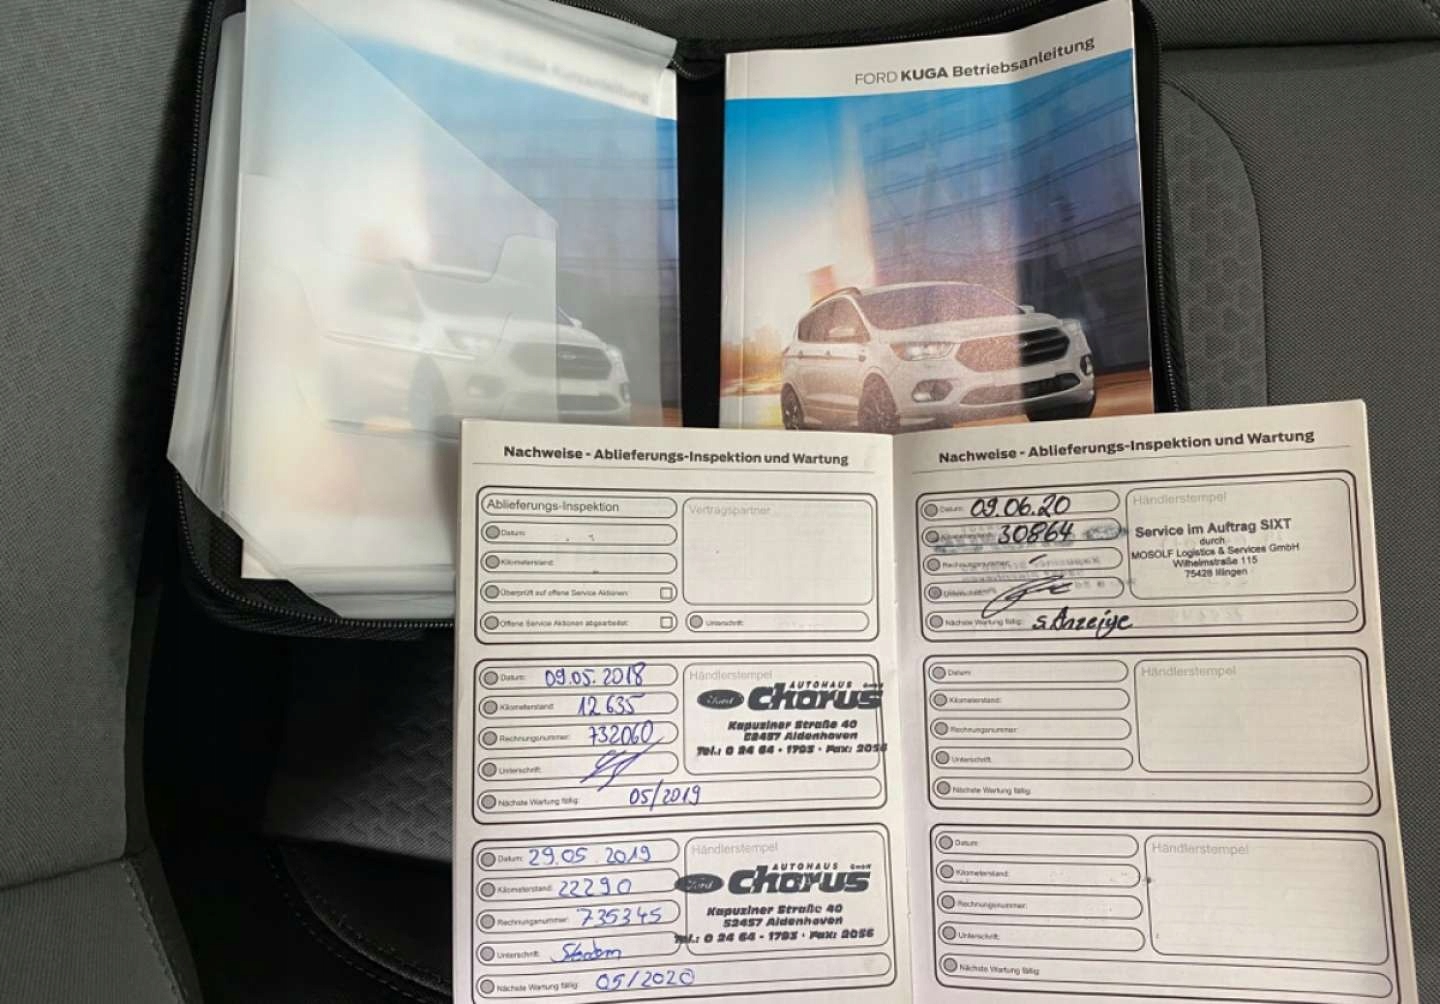 FORD KUGA Betriebsanleitung
Nachweise - Ablieferungs-Inspektion und Wartung
Ablieferungs-Inspektion
Vertragspartner
Datum:
Kilometerstand:
Überprüft auf offene Service Aktionen:
Offene Service Aktionen abgearbeitet:
Unterschrift:
Datum: 09.05.2018
Kilometerstand: 12 635
Rechnungsnummer: 732060
Unterschrift:
Nächste Wartung fällig: 05/2019
Händlerstempel
AUTOHAUS GmbH
Ford Chorus
Kapuziner Straße 40
52457 Aldenhoven
Tel.: 0 24 64 - 1793 · Fax: 2056
Datum: 29.05 2019
Kilometerstand: 22290
Rechnungsnummer: 735345
Unterschrift:
Nächste Wartung fällig: 05/2020
Händlerstempel
AUTOHAUS GmbH
Ford Chorus
Kapuziner Straße 40
52457 Aldenhoven
Tel.: 0 24 64 - 1793 · Fax: 2056
Nachweise - Ablieferungs-Inspektion und Wartung
Datum: 09.06.20
Kilometerstand: 30864
Rechnungsnummer:
Unterschrift:
Nächste Wartung fällig: s. Anzeige
Händlerstempel
Service im Auftrag SIXT
durch
MOSOLF Logistics & Services GmbH
Wilhelmstraße 115
75428 Illingen
Datum:
Kilometerstand:
Rechnungsnummer:
Unterschrift:
Nächste Wartung fällig:
Händlerstempel
Datum:
Kilometerstand:
Rechnungsnummer:
Unterschrift:
Nächste Wartung fällig:
Händlerstempel